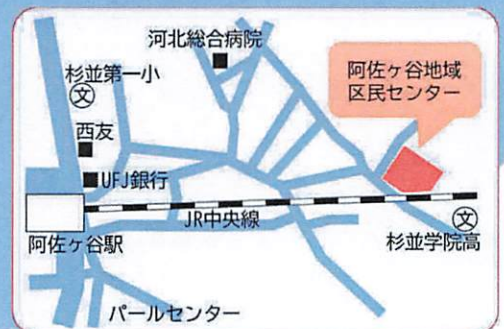 河北総合病院
杉並第一小
文
西友
UFJ銀行
阿佐ヶ谷駅
JR中央線
パールセンター
阿佐ヶ谷地域
区民センター
文
杉並学院高